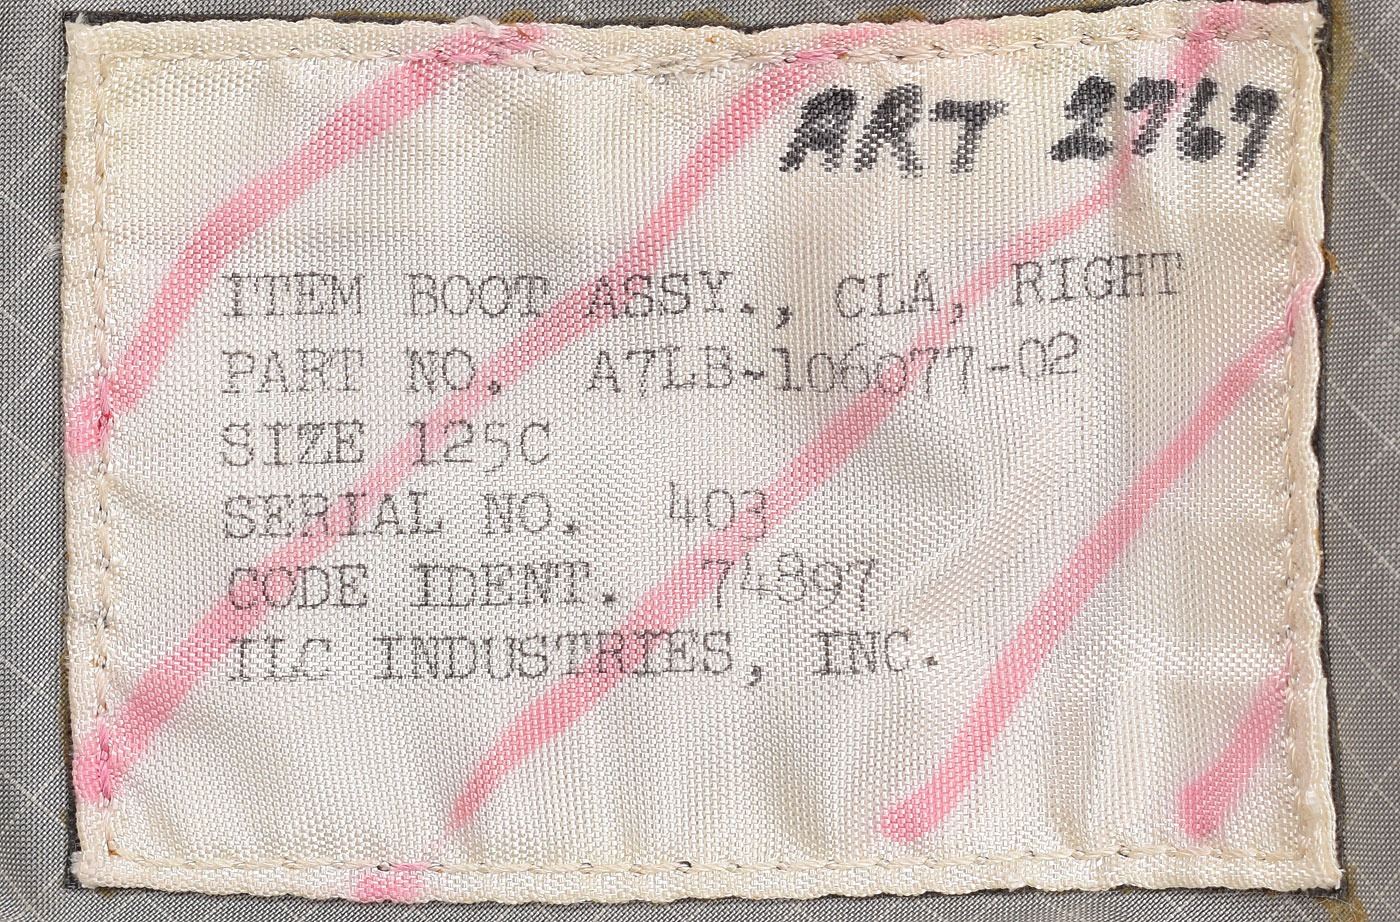 ART 2767
ITEM BOOT ASSY., CLA, RIGHT
PART NO. A7LB-106077-02
SIZE 125C
SERIAL NO. 403
CODE IDENT. 74897
ILC INDUSTRIES, INC.